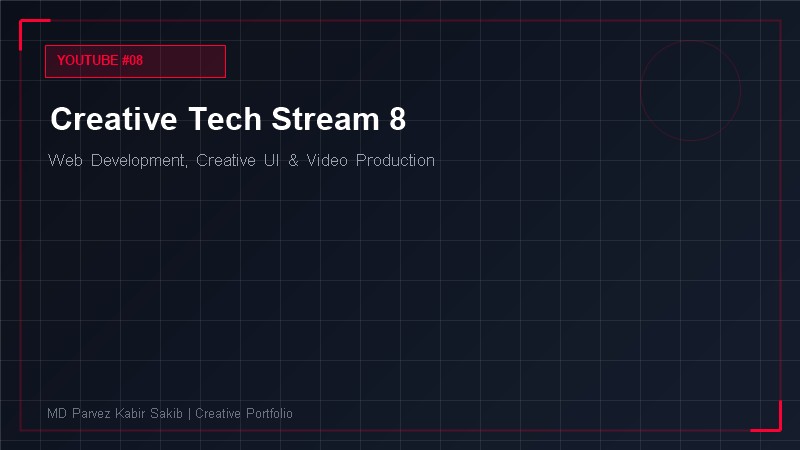 YOUTUBE #08
Creative Tech Stream 8
Web Development, Creative UI & Video Production
MD Parvez Kabir Sakib | Creative Portfolio